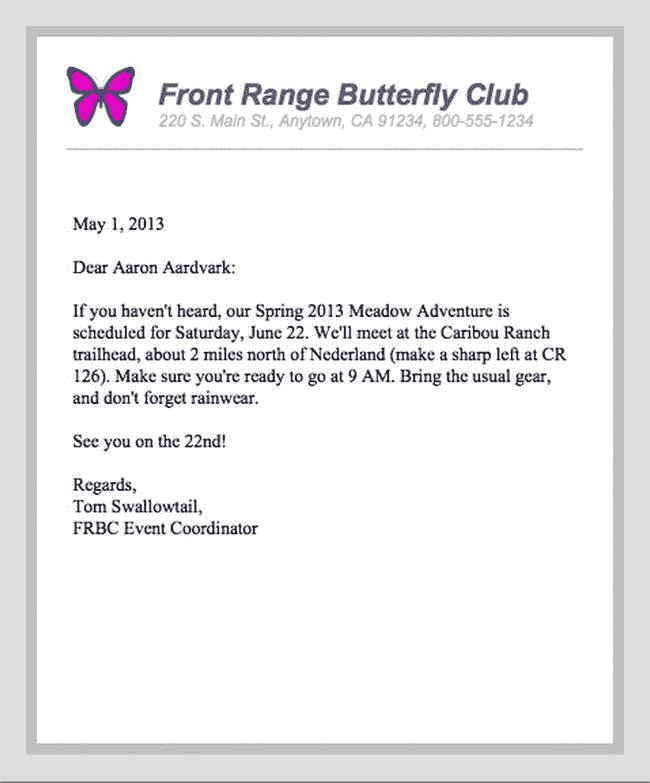 Front Range Butterfly Club
220 S. Main St., Anytown, CA 91234, 800-555-1234
May 1, 2013
Dear Aaron Aardvark:
If you haven't heard, our Spring 2013 Meadow Adventure is
scheduled for Saturday, June 22. We'll meet at the Caribou Ranch
trailhead, about 2 miles north of Nederland (make a sharp left at CR
126). Make sure you're ready to go at 9 AM. Bring the usual gear,
and don't forget rainwear.
See you on the 22nd!
Regards,
Tom Swallowtail,
FRBC Event Coordinator